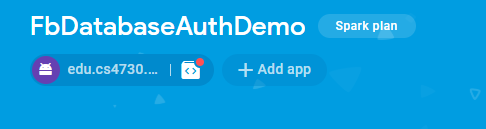 FbDatabaseAuthDemo Spark plan
edu.cs4730.... + Add app